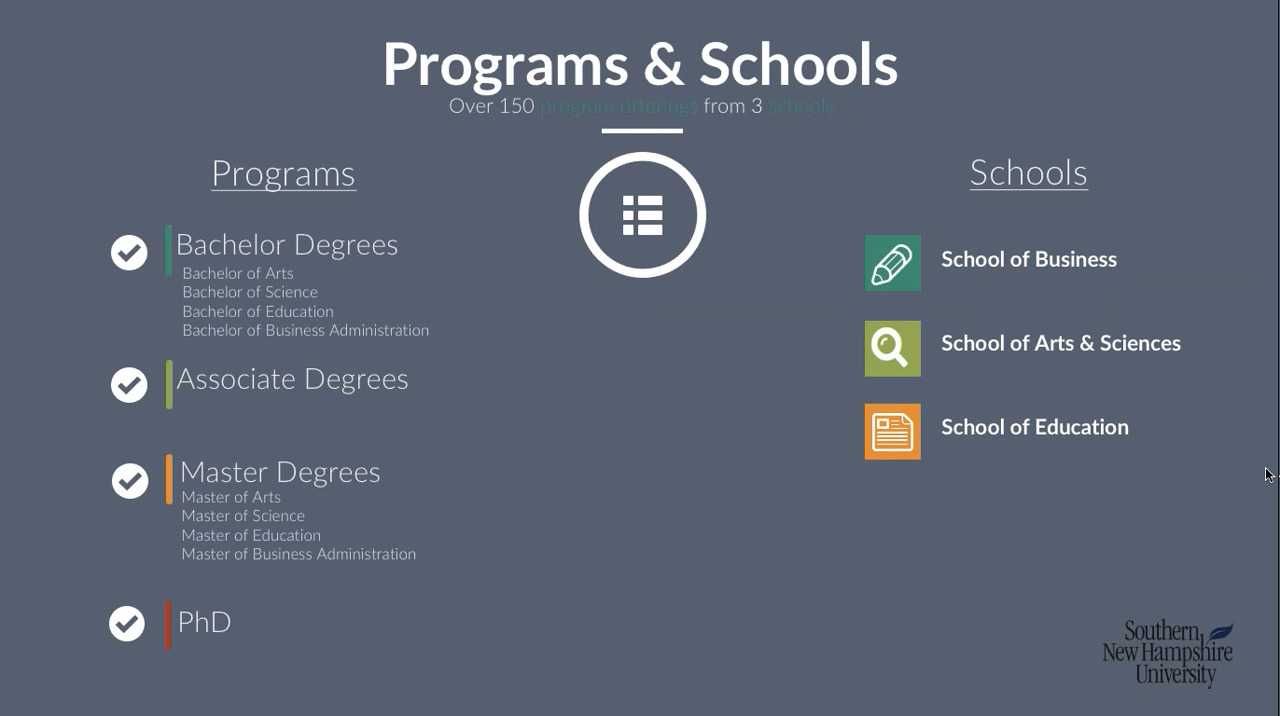 Programs & Schools
Over 150 program offerings from 3 schools
Programs
Bachelor Degrees
Bachelor of Arts
Bachelor of Science
Bachelor of Education
Bachelor of Business Administration
Associate Degrees
Master Degrees
Master of Arts
Master of Science
Master of Education
Master of Business Administration
PhD
Schools
School of Business
School of Arts & Sciences
School of Education
Southern
New Hampshire
University